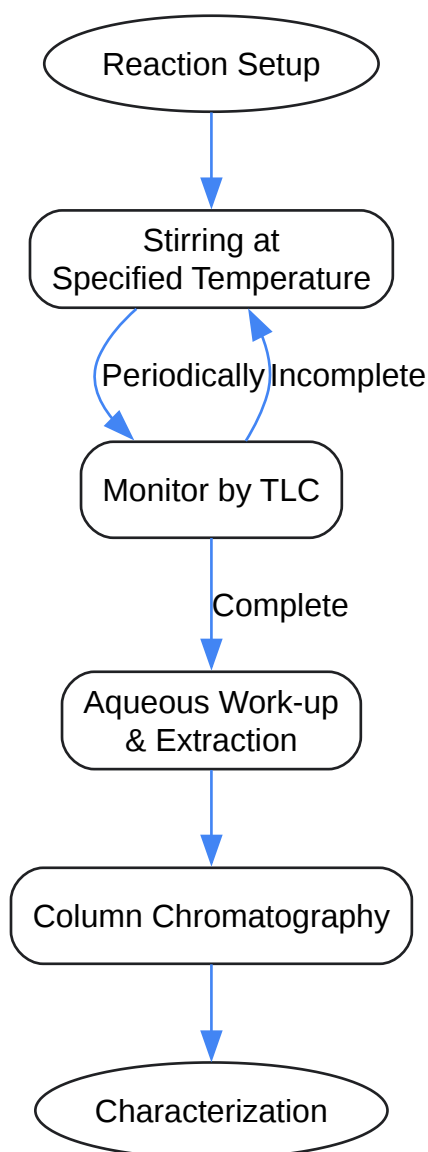 Reaction Setup
Stirring at
Specified Temperature
Periodically
Incomplete
Monitor by TLC
Complete
Aqueous Work-up
& Extraction
Column Chromatography
Characterization